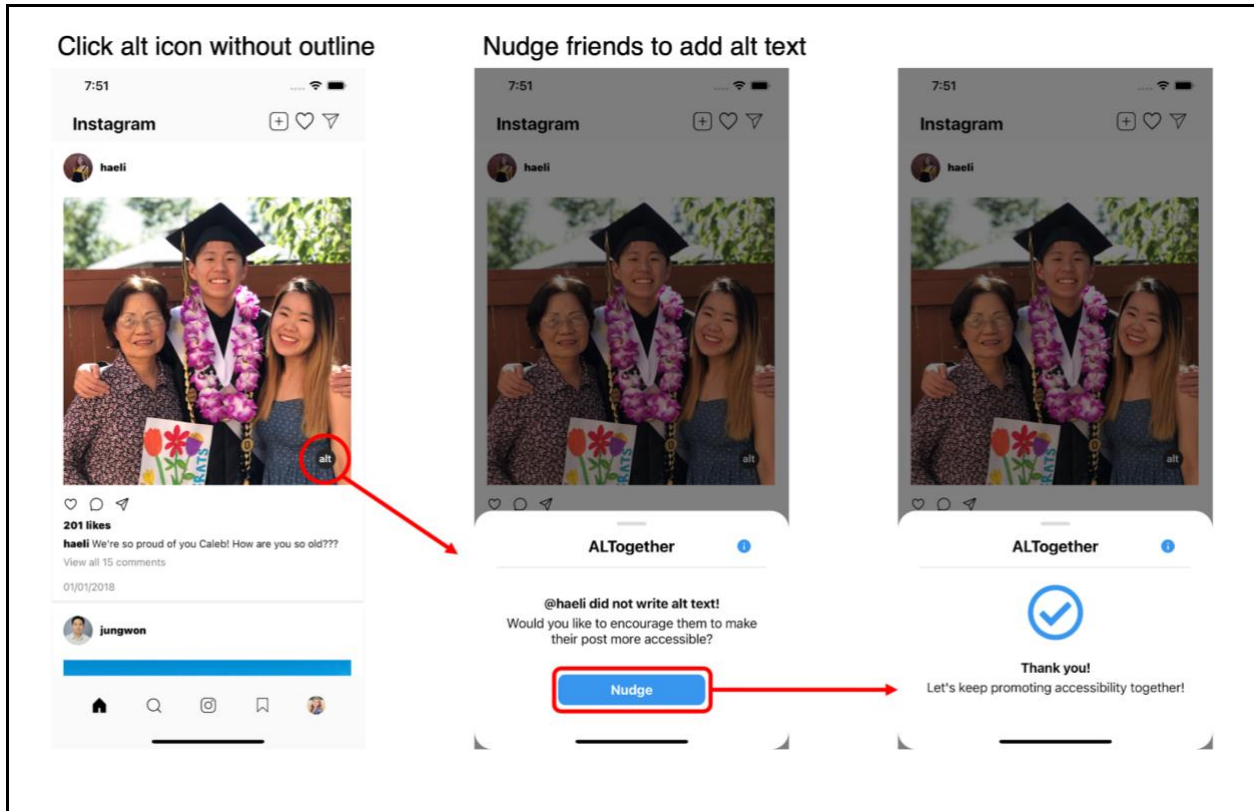 Click alt icon without outline
Nudge friends to add alt text
7:51
Instagram
haeli
RATS
alt
201 likes
haeli We're so proud of you Caleb! How are you so old???
View all 15 comments
01/01/2018
jungwon
7:51
Instagram
haeli
RATS
alt
ALTogether
@haeli did not write alt text!
Would you like to encourage them to make
their post more accessible?
Nudge
7:51
Instagram
haeli
RATS
alt
ALTogether
Thank you!
Let's keep promoting accessibility together!